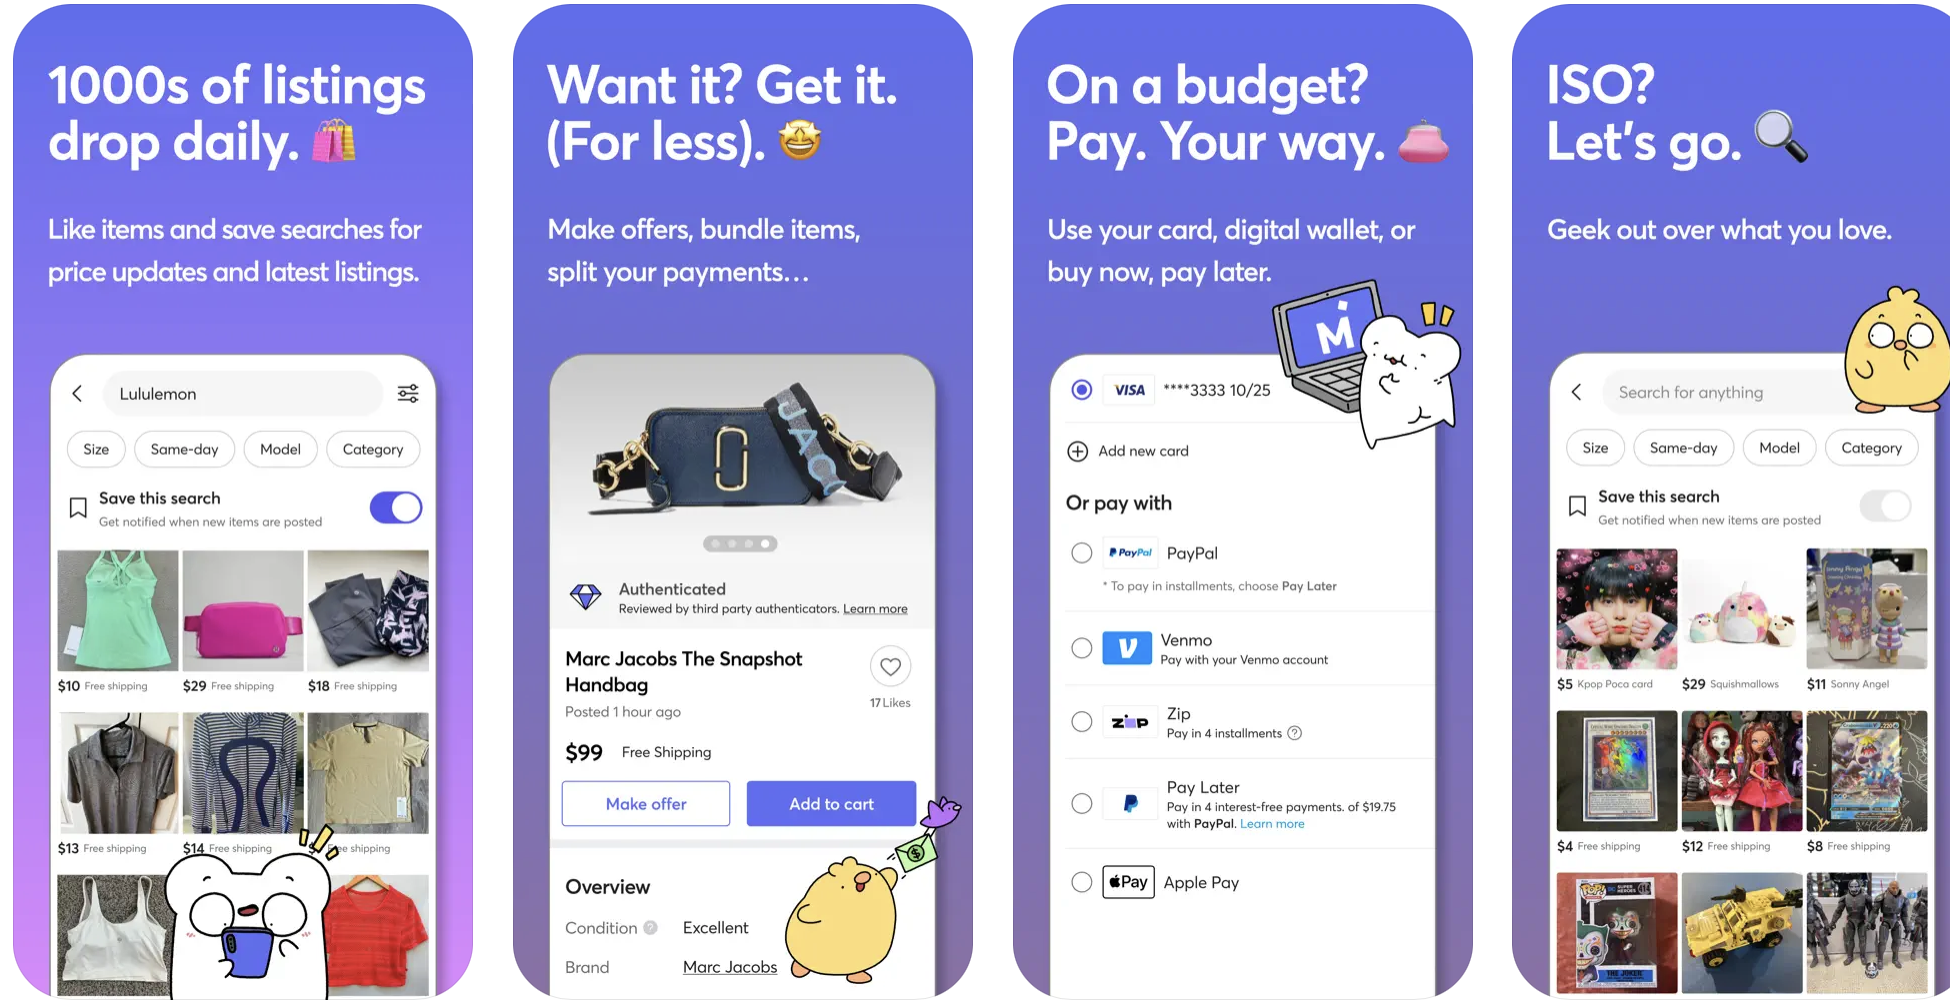 1000s of listings
drop daily.
Like items and save searches for
price updates and latest listings.
Lululemon
Size Same-day Model Category
Save this search
Get notified when new items are posted
$10 Free shipping $29 Free shipping $18 Free shipping
$13 Free shipping $14 Free shipping shipping
Want it? Get it.
(For less).
Make offers, bundle items,
split your payments...
JACO
Authenticated
Reviewed by third party authenticators. Learn more
Marc Jacobs The Snapshot
Handbag
17 Likes
Posted 1 hour ago
$99 Free Shipping
Make offer Add to cart
$
Overview
Condition ? Excellent
Brand Marc Jacobs
On a budget?
Pay. Your way.
Use your card, digital wallet, or
buy now, pay later.
M
VISA ****3333 10/25
Add new card
Or pay with
PayPal PayPal
* To pay in installments, choose Pay Later
Venmo
Pay with your Venmo account
Zip Zip
Pay in 4 installments ?
Pay Later
Pay in 4 interest-free payments. of $19.75
with PayPal. Learn more
Pay Apple Pay
ISO?
Let's go.
Geek out over what you love.
Search for anything
Size Same-day Model Category
Save this search
Get notified when new items are posted
$5 Kpop Poca card $29 Squishmallows $11 Sonny Angel
$4 Free shipping $12 Free shipping $8 Free shipping
POP! SUPER HEROES 414
THE JOKER